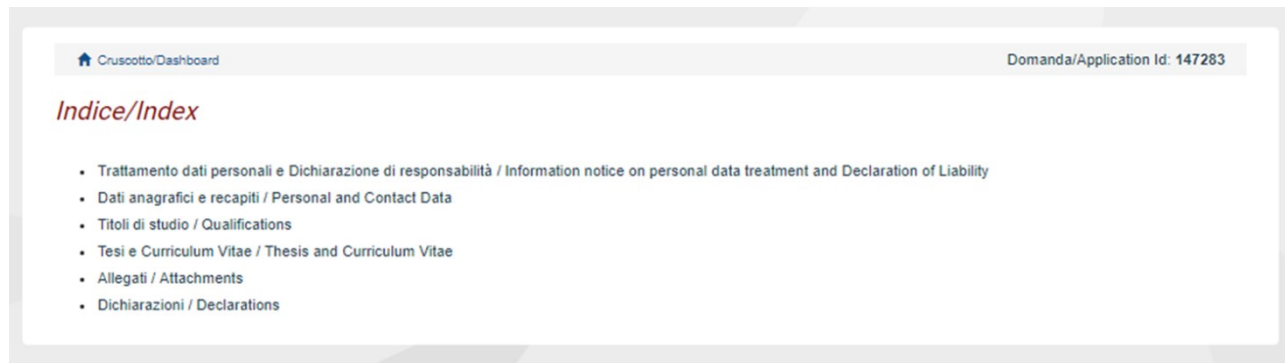 Cruscotto/Dashboard
Domanda/Application Id: 147283
Indice/Index
Trattamento dati personali e Dichiarazione di responsabilità / Information notice on personal data treatment and Declaration of Liability
Dati anagrafici e recapiti / Personal and Contact Data
Titoli di studio / Qualifications
Tesi e Curriculum Vitae / Thesis and Curriculum Vitae
Allegati / Attachments
Dichiarazioni / Declarations